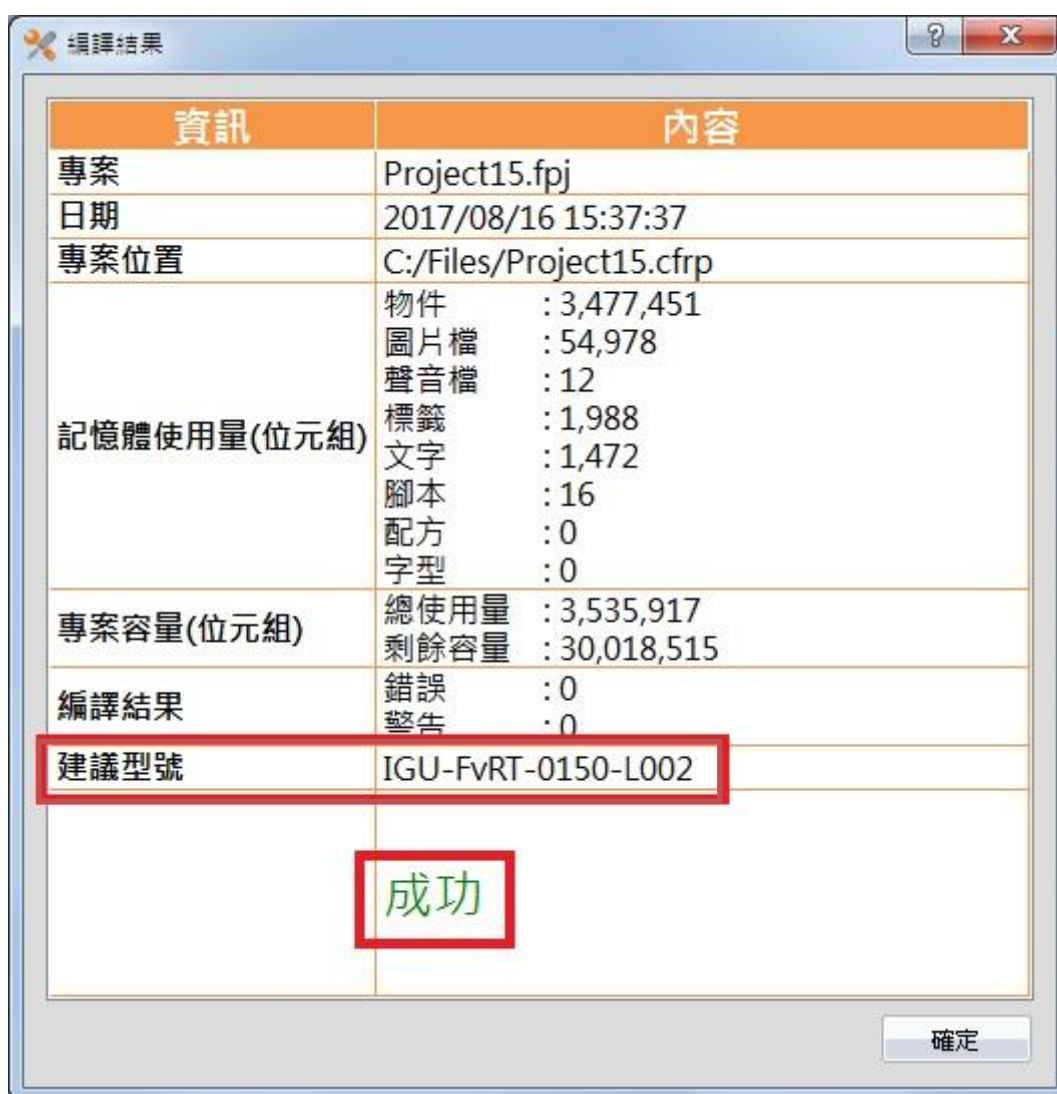 編譯結果
資訊 內容
專案 Project15.fpj
日期 2017/08/16 15:37:37
專案位置 C:/Files/Project15.cfrp
記憶體使用量(位元組)
物件 : 3,477,451
圖片檔 : 54,978
聲音檔 : 12
標籤 : 1,988
文字 : 1,472
腳本 : 16
配方 : 0
字型 : 0
專案容量(位元組)
總使用量 : 3,535,917
剩餘容量 : 30,018,515
編譯結果
錯誤 : 0
警告 : 0
建議型號 IGU-FvRT-0150-L002
成功
確定